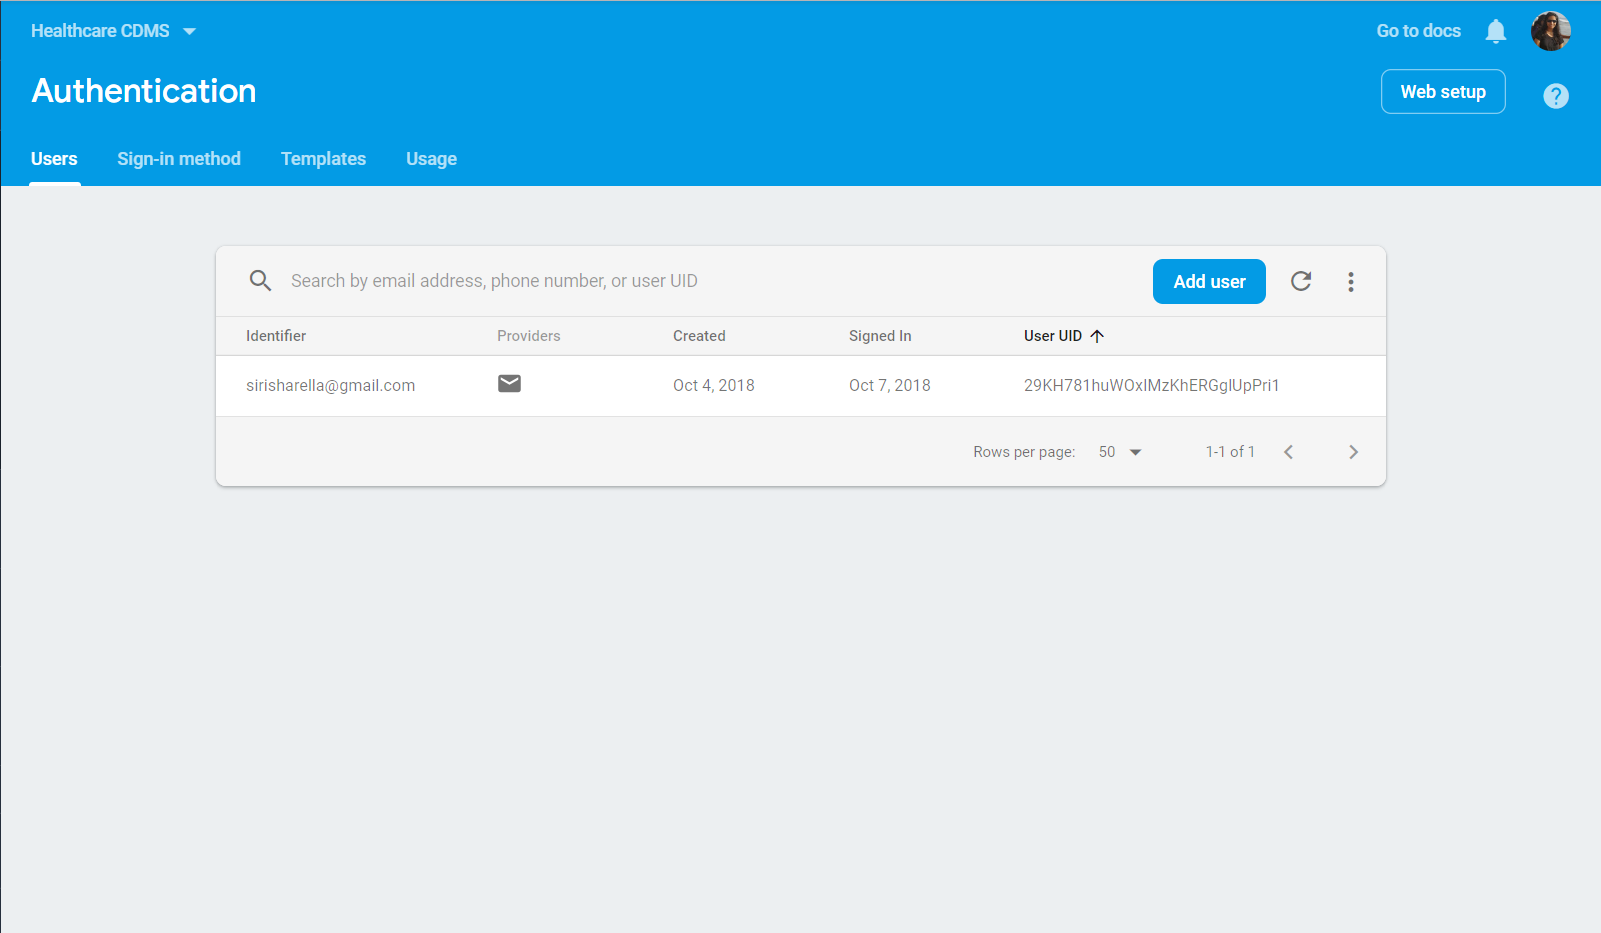 Healthcare CDMS
Go to docs
Authentication
Web setup
?
Users Sign-in method Templates Usage
Search by email address, phone number, or user UID
Add user
Identifier Providers Created Signed In User UID
sirisharella@gmail.com Oct 4, 2018 Oct 7, 2018 29KH781huWOxIMzKhERGgIUpPri1
Rows per page: 50 1-1 of 1